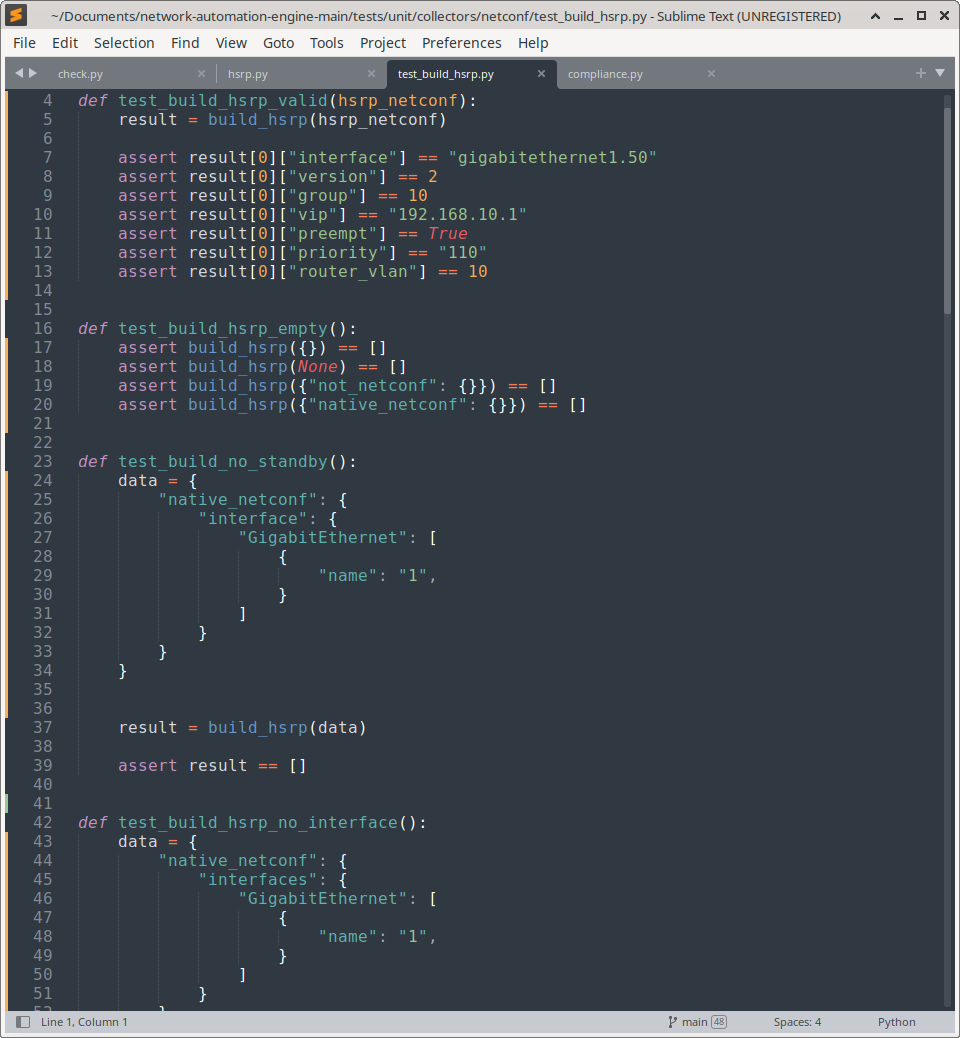 ~/Documents/network-automation-engine-main/tests/unit/collectors/netconf/test_build_hsrp.py - Sublime Text (UNREGISTERED)
File Edit Selection Find View Goto Tools Project Preferences Help
check.py hsrp.py test_build_hsrp.py compliance.py
4 def test_build_hsrp_valid(hsrp_netconf):
5     result = build_hsrp(hsrp_netconf)
6
7     assert result[0]["interface"] == "gigabitethernet1.50"
8     assert result[0]["version"] == 2
9     assert result[0]["group"] == 10
10     assert result[0]["vip"] == "192.168.10.1"
11     assert result[0]["preempt"] == True
12     assert result[0]["priority"] == "110"
13     assert result[0]["router_vlan"] == 10
14
15
16 def test_build_hsrp_empty():
17     assert build_hsrp({}) == []
18     assert build_hsrp(None) == []
19     assert build_hsrp({"not_netconf": {}}) == []
20     assert build_hsrp({"native_netconf": {}}) == []
21
22
23 def test_build_no_standby():
24     data = {
25         "native_netconf": {
26             "interface": {
27                 "GigabitEthernet": [
28                     {
29                         "name": "1",
30                     }
31                 ]
32             }
33         }
34     }
35
36
37     result = build_hsrp(data)
38
39     assert result == []
40
41
42 def test_build_hsrp_no_interface():
43     data = {
44         "native_netconf": {
45             "interfaces": {
46                 "GigabitEthernet": [
47                     {
48                         "name": "1",
49                     }
50                 ]
51             }
52         }
Line 1, Column 1 main 48 Spaces: 4 Python